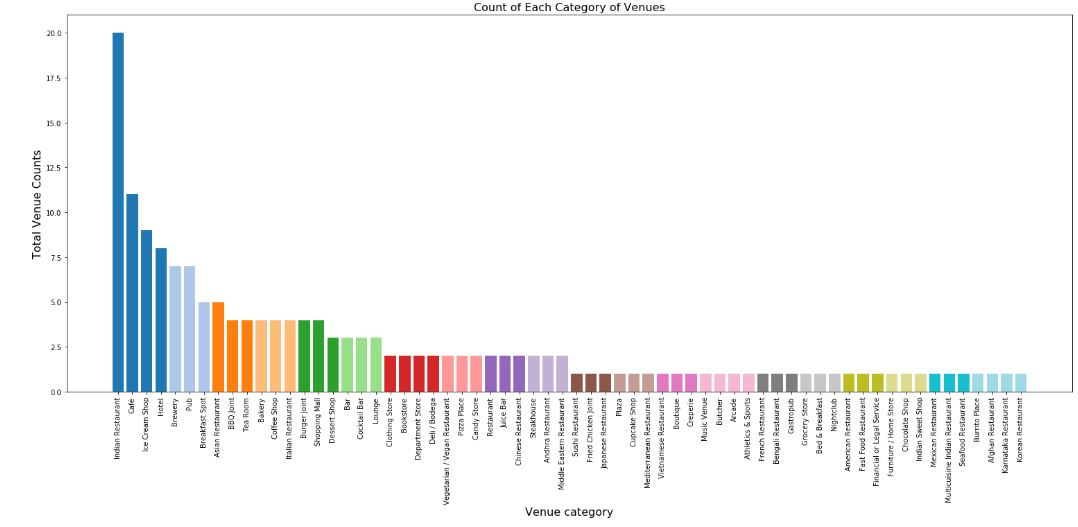 Count of Each Category of Venues
Total Venue Counts
20.0
17.5
15.0
12.5
10.0
7.5
5.0
2.5
0.0
Indian Restaurant
Café
Ice Cream Shop
Hotel
Brewery
Pub
Breakfast Spot
Asian Restaurant
BBQ Joint
Tea Room
Bakery
Coffee Shop
Italian Restaurant
Burger Joint
Shopping Mall
Dessert Shop
Bar
Cocktail Bar
Lounge
Clothing Store
Bookstore
Department Store
Deli / Bodega
Vegetarian / Vegan Restaurant
Pizza Place
Candy Store
Restaurant
Juice Bar
Chinese Restaurant
Steakhouse
Andhra Restaurant
Middle Eastern Restaurant
Sushi Restaurant
Fried Chicken Joint
Japanese Restaurant
Plaza
Cupcake Shop
Mediterranean Restaurant
Vietnamese Restaurant
Boutique
Creperie
Music Venue
Butcher
Arcade
Athletics & Sports
French Restaurant
Bengali Restaurant
Gastropub
Grocery Store
Bed & Breakfast
Nightclub
American Restaurant
Fast Food Restaurant
Financial or Legal Service
Furniture / Home Store
Chocolate Shop
Indian Sweet Shop
Mexican Restaurant
Multicuisine Indian Restaurant
Seafood Restaurant
Burrito Place
Afghan Restaurant
Karnataka Restaurant
Korean Restaurant
Venue category